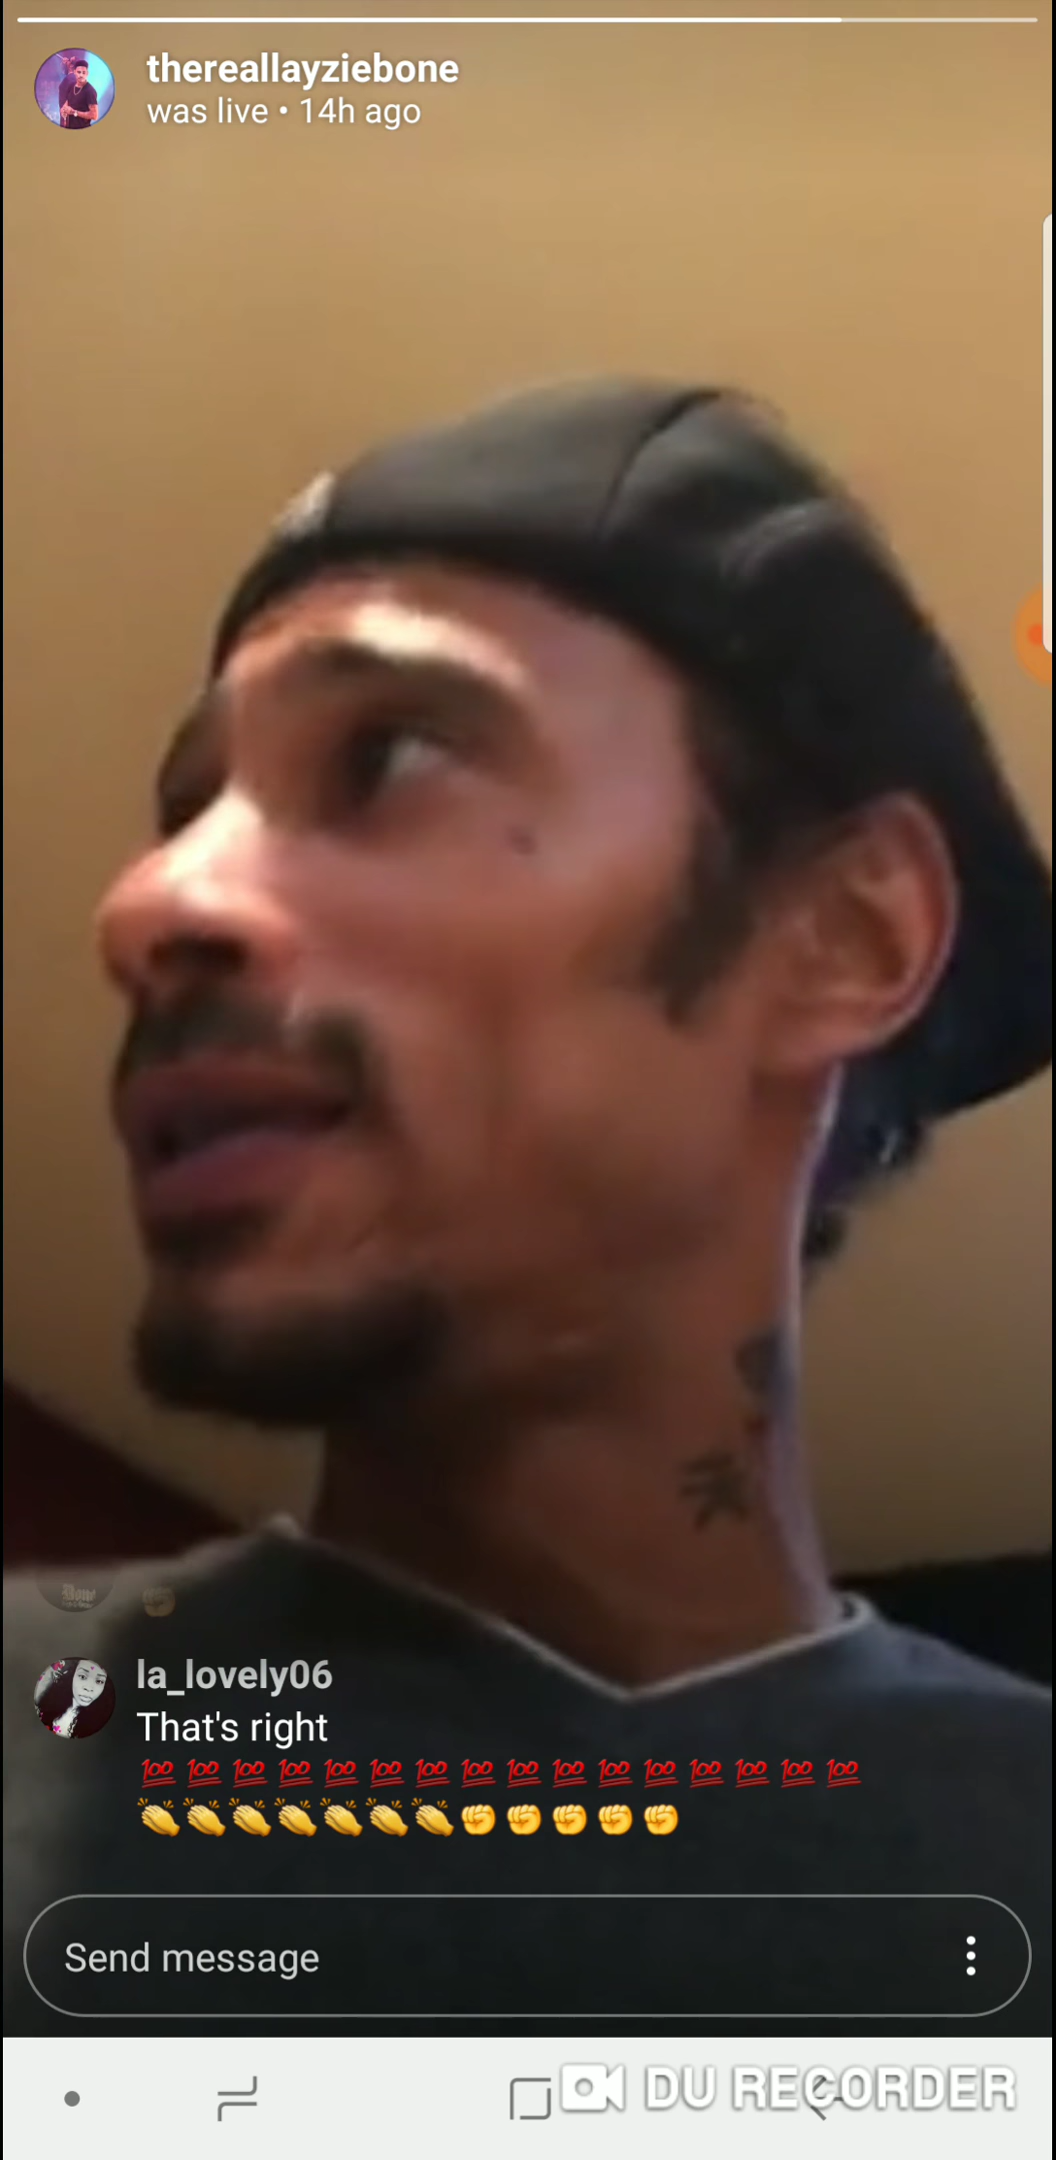 thereallayziebone
was live • 14h ago
la_lovely06
That's right
💯💯💯💯💯💯💯💯💯💯💯💯💯💯💯💯
👏👏👏👏👏👏👏✊✊✊✊✊
Send message
DU RECORDER